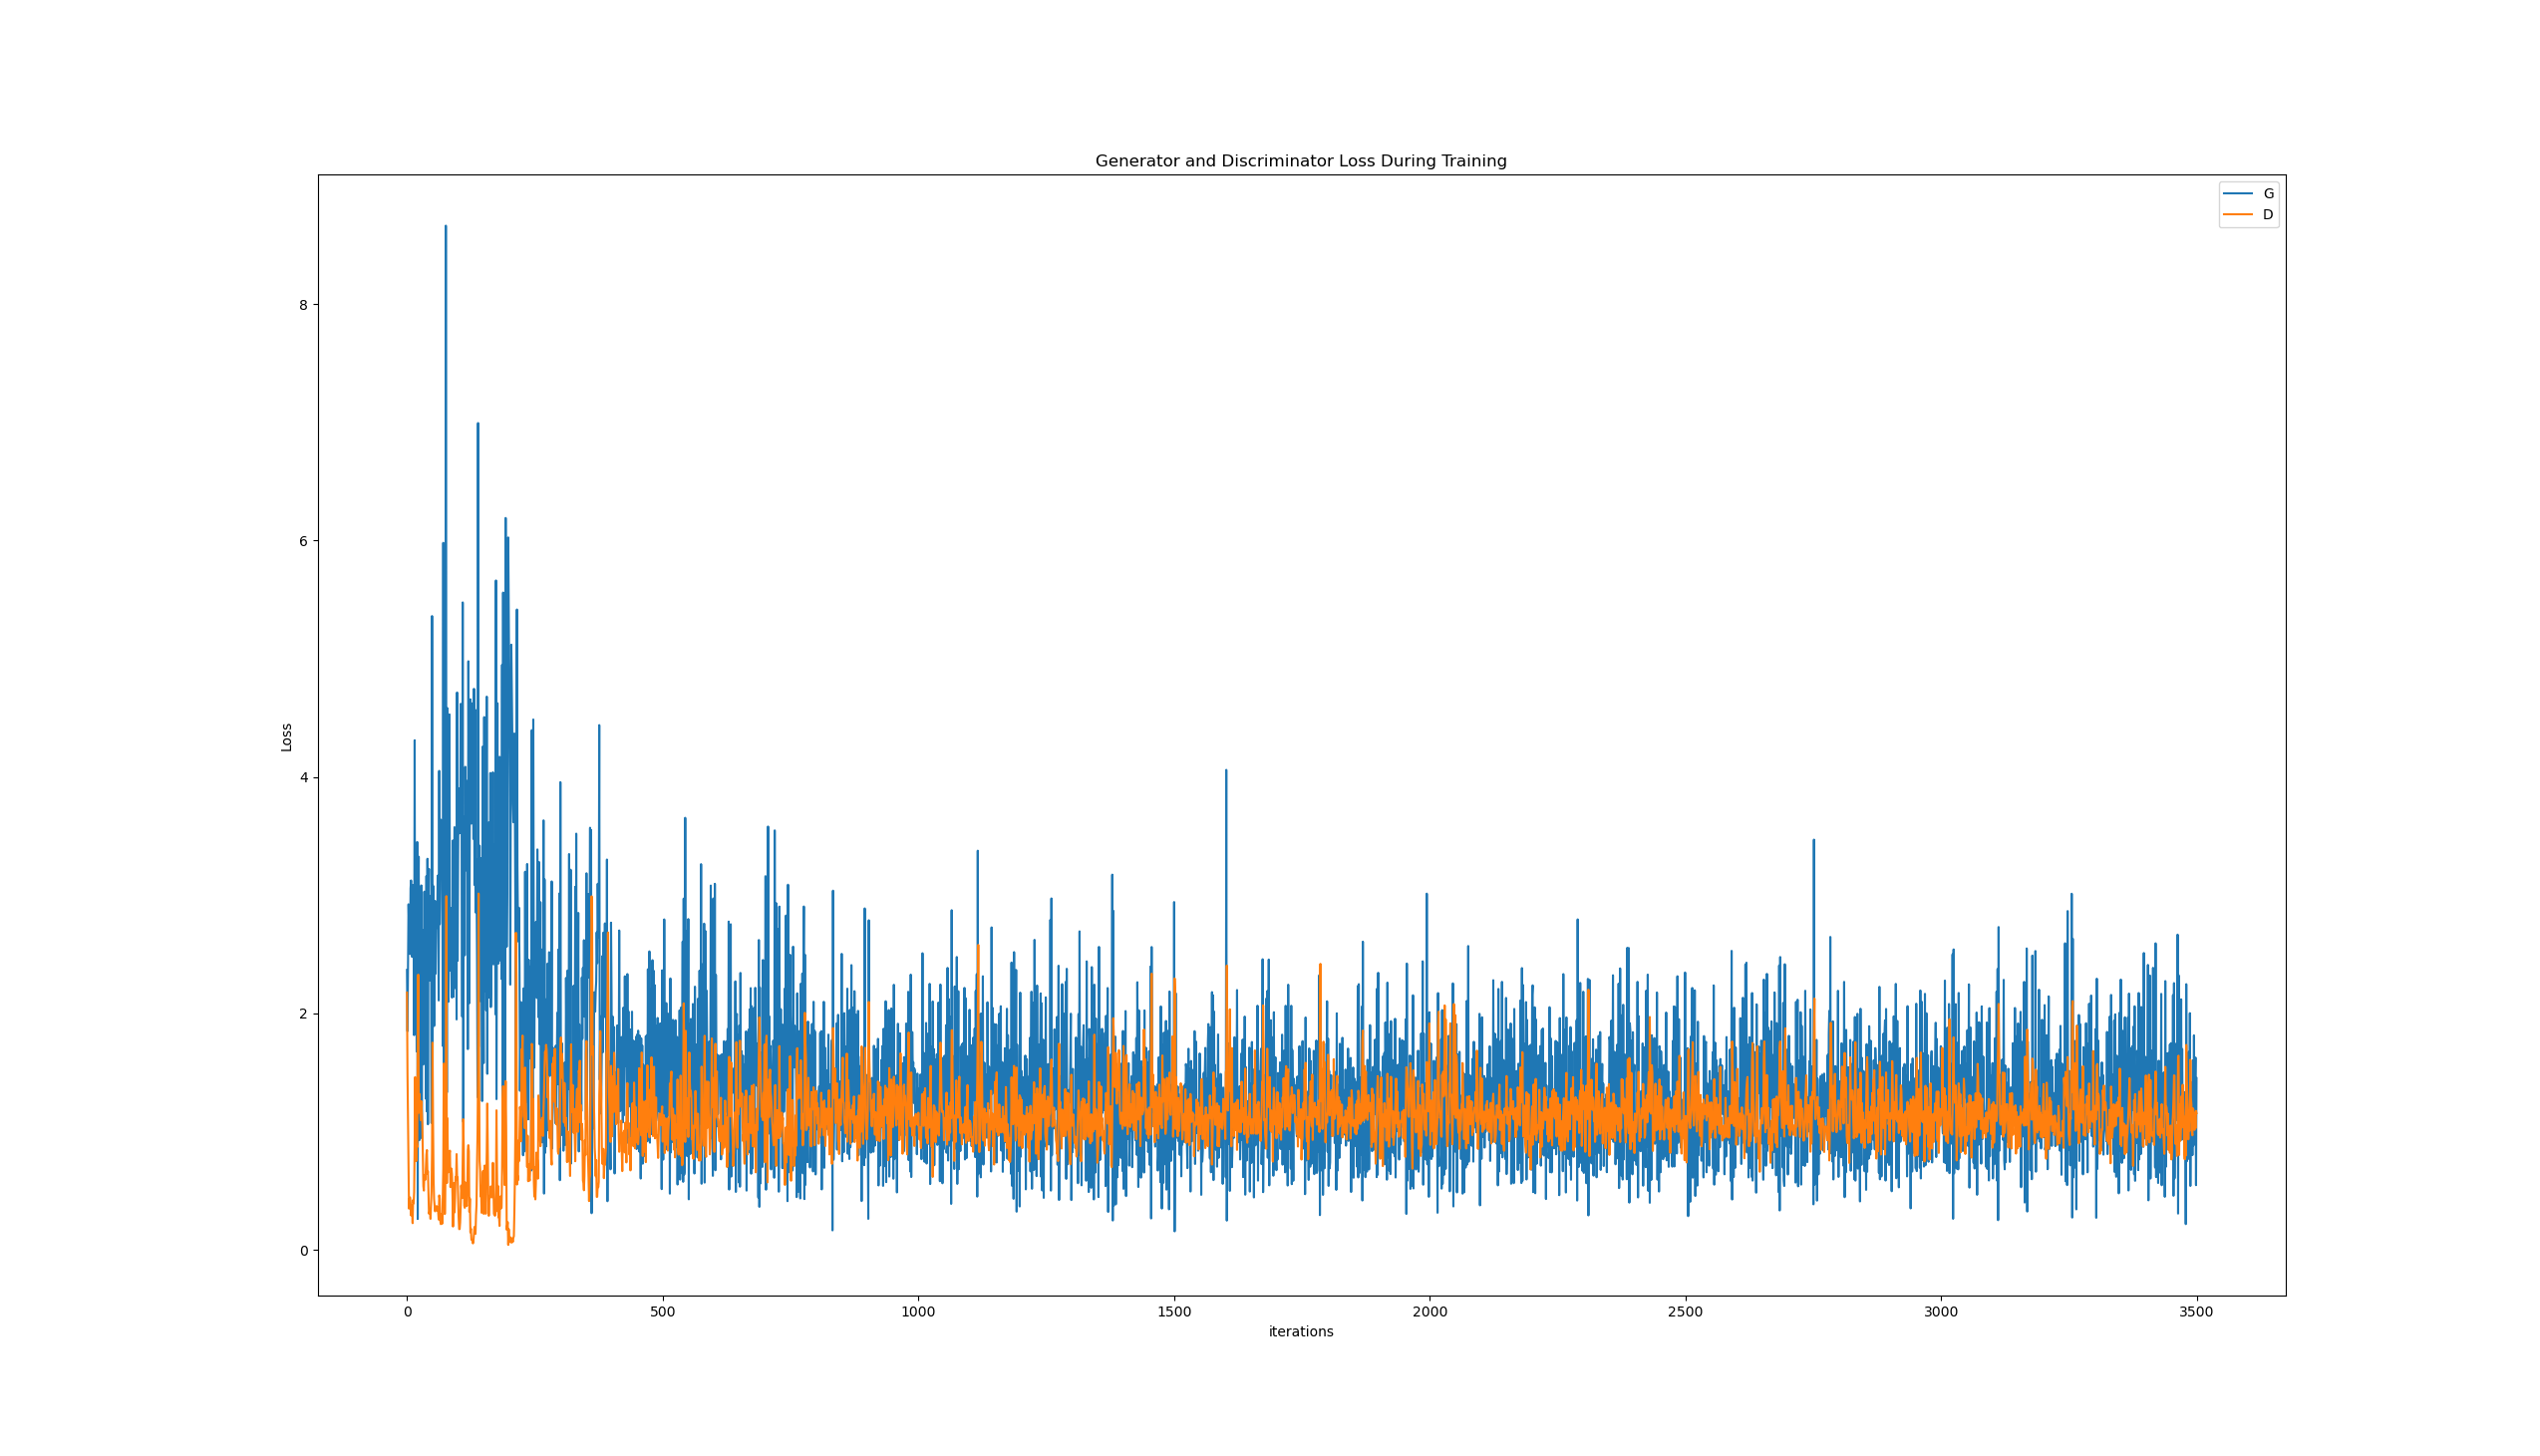 Generator and Discriminator Loss During Training
G
D
8
6
4
2
0
Loss
0 500 1000 1500 2000 2500 3000 3500
iterations